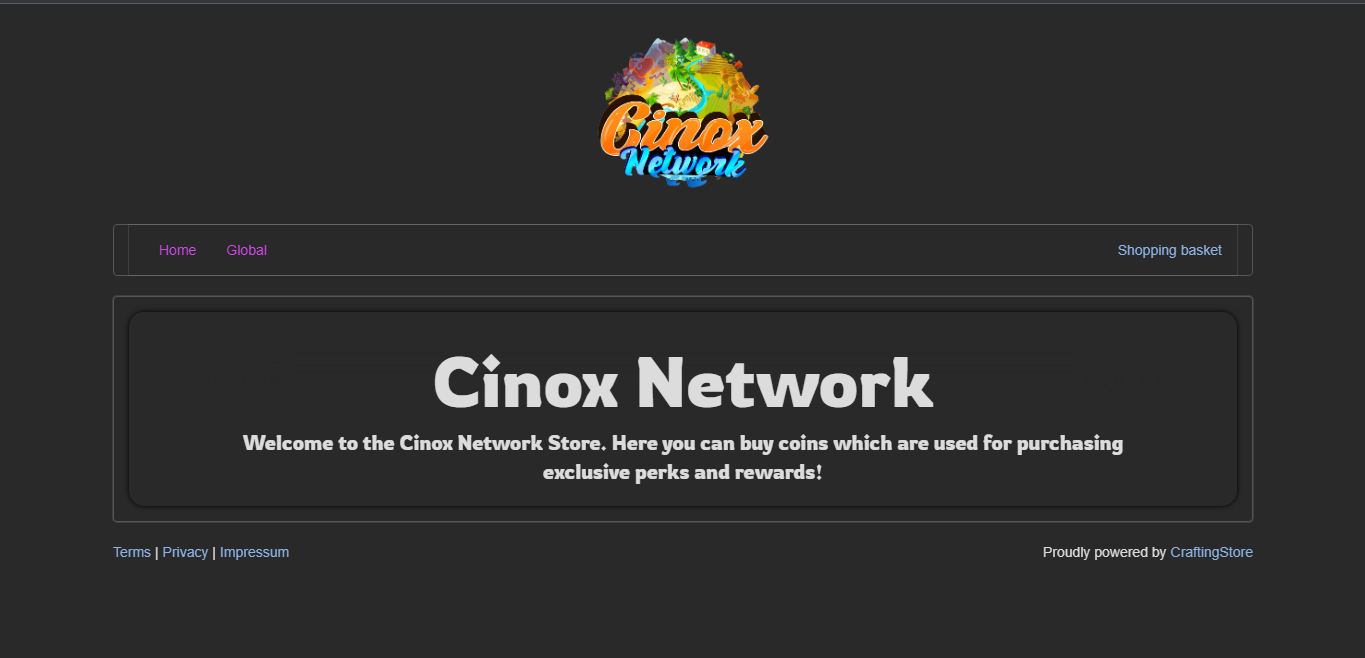 Cinox
Network
Home Global Shopping basket
Cinox Network
Welcome to the Cinox Network Store. Here you can buy coins which are used for purchasing
exclusive perks and rewards!
Terms | Privacy | Impressum Proudly powered by CraftingStore